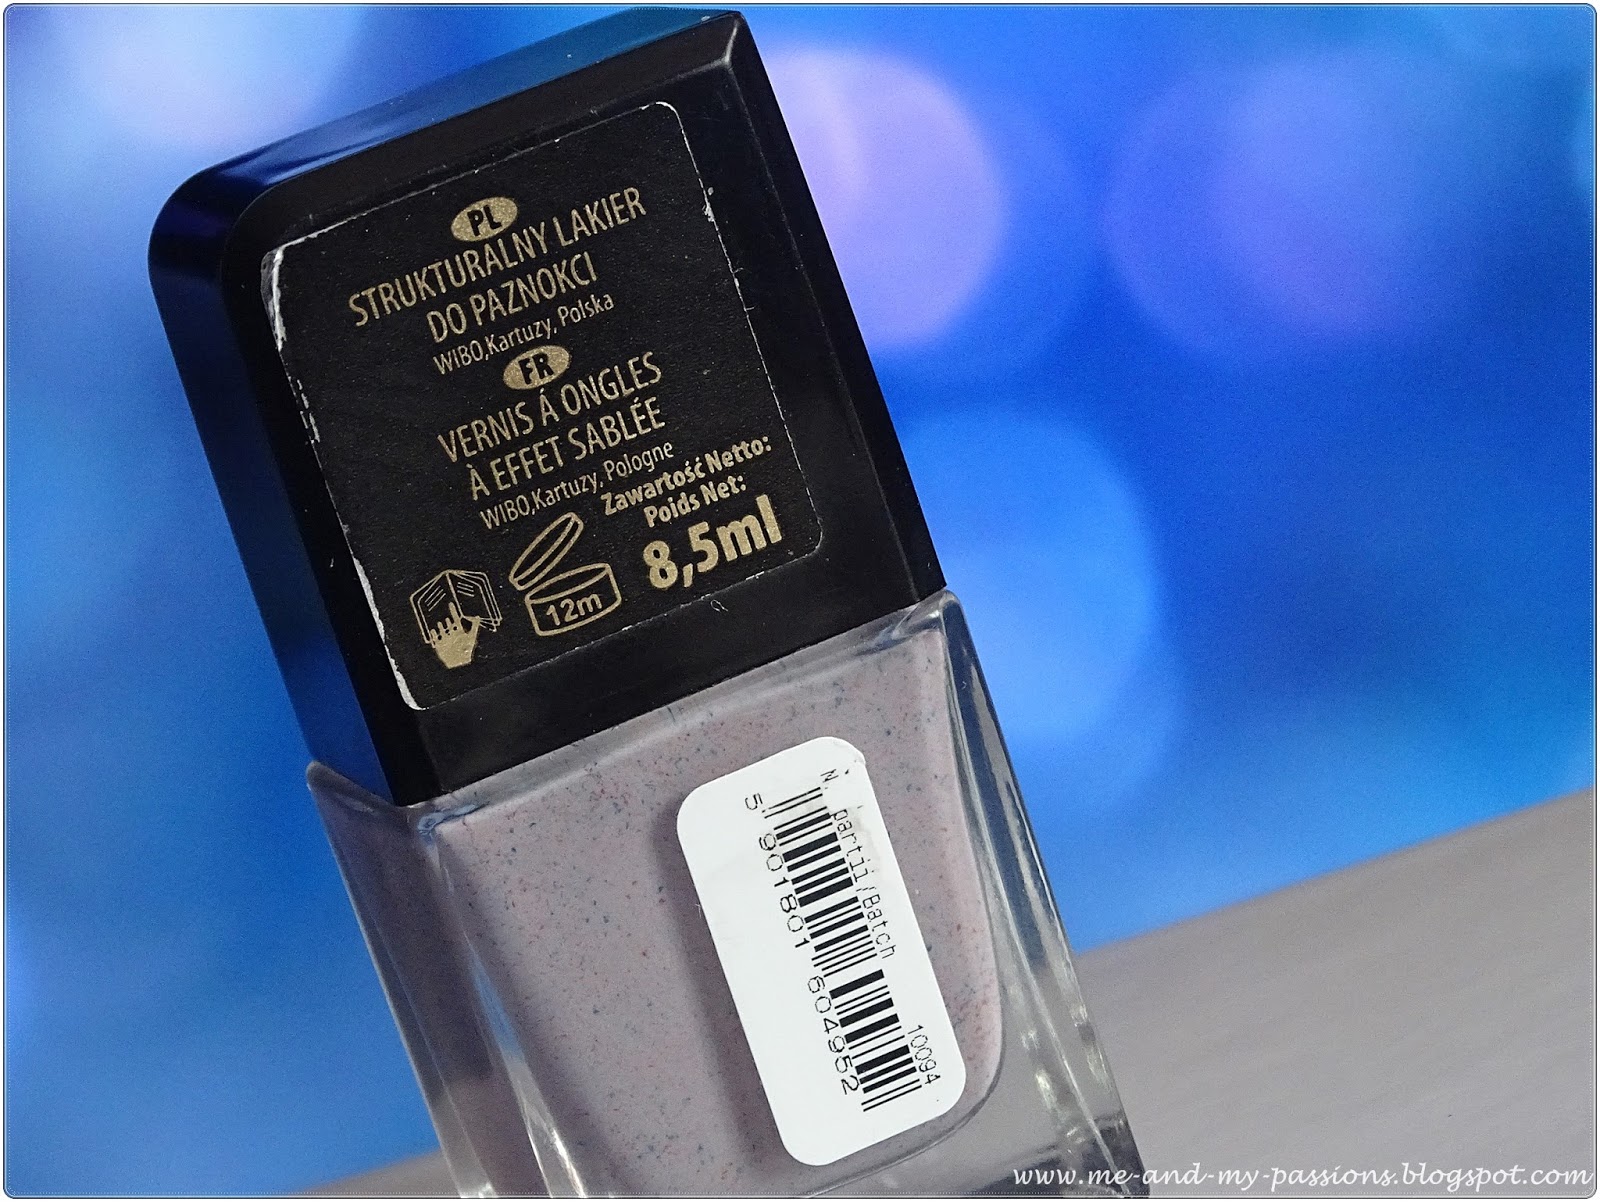 PL
STRUKTURALNY LAKIER
DO PAZNOKCI
WIBO,Kartuzy, Polska
FR
VERNIS Á ONGLES
À EFFET SABLÉE
WIBO,Kartuzy, Pologne
Zawartość Netto:
Poids Net:
8,5ml
12m
partii/Batch
10094
5 901801 604952
www.me-and-my-passions.blogspot.com